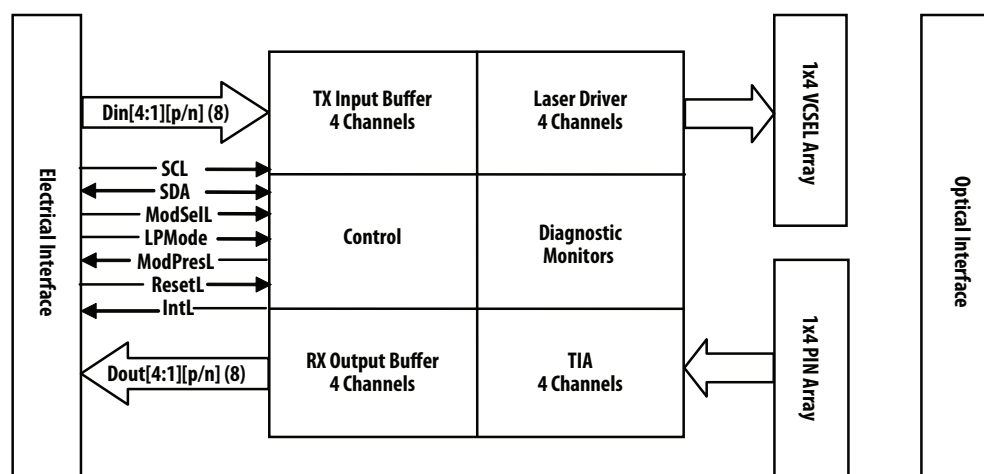 Electrical Interface
Din[4:1][p/n] (8)
SCL
SDA
ModSelL
LPMode
ModPresL
ResetL
IntL
Dout[4:1][p/n] (8)
TX Input Buffer
4 Channels
Laser Driver
4 Channels
Control
Diagnostic
Monitors
RX Output Buffer
4 Channels
TIA
4 Channels
1x4 VCSEL Array
1x4 PIN Array
Optical Interface